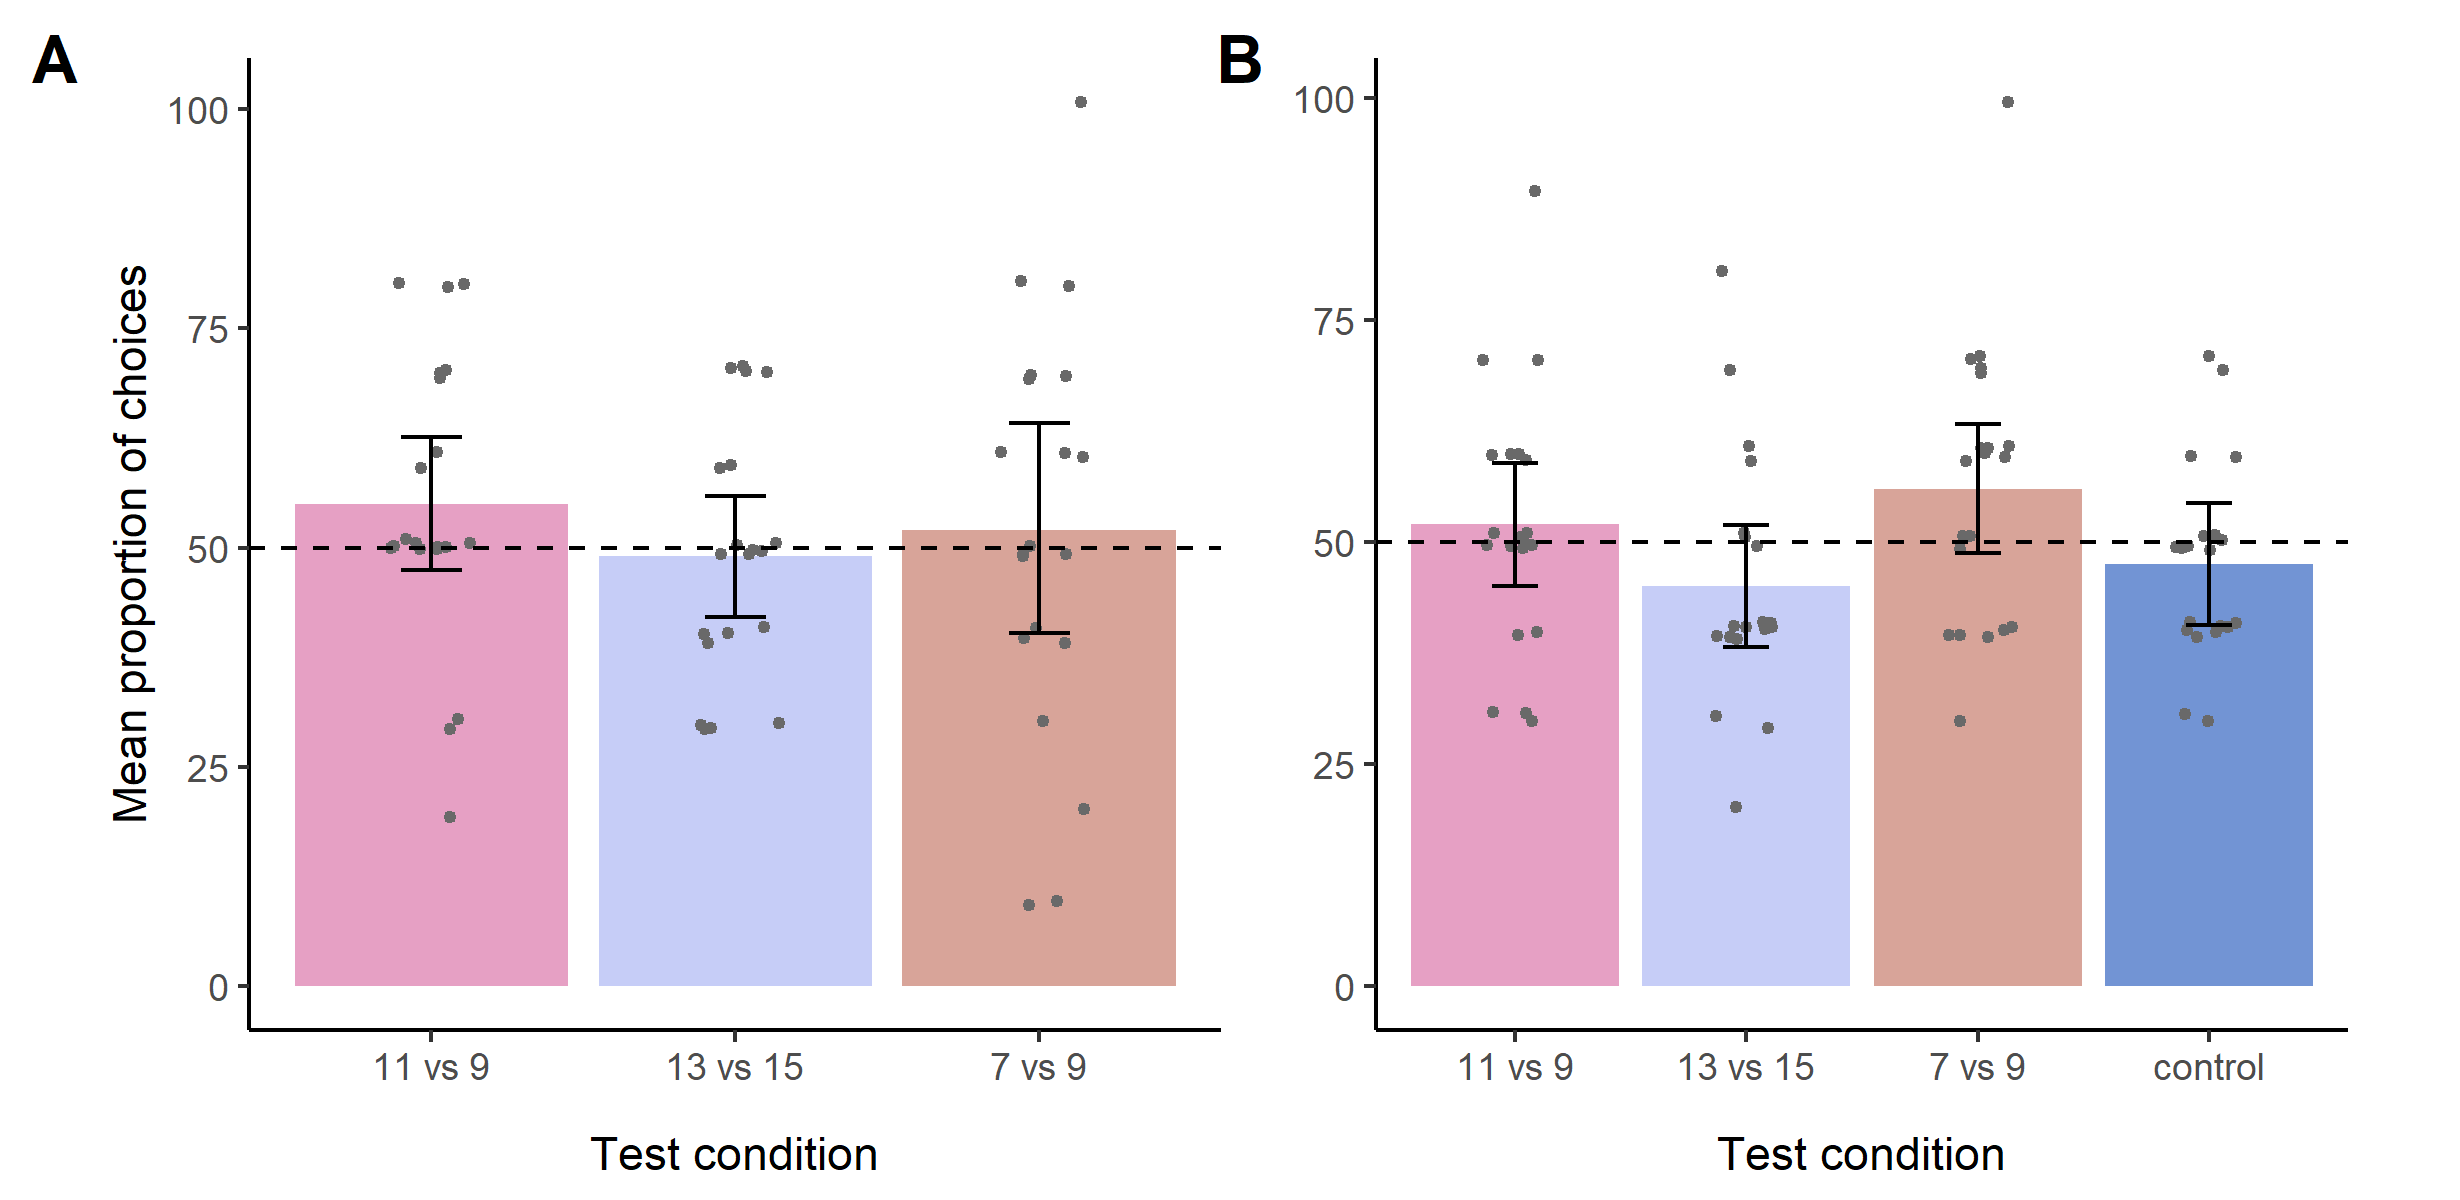 A
Mean proportion of choices
100
75
50
25
0
11 vs 9
13 vs 15
7 vs 9
Test condition
B
100
75
50
25
0
11 vs 9
13 vs 15
7 vs 9
control
Test condition